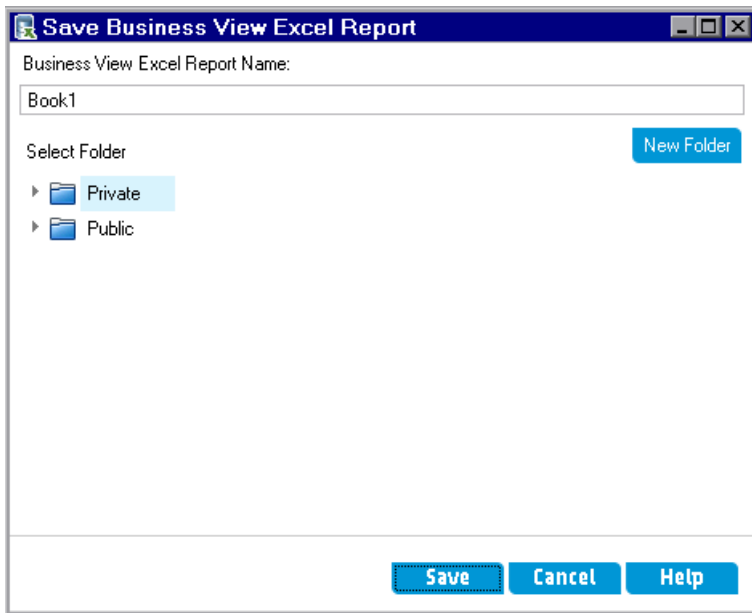 Save Business View Excel Report
Business View Excel Report Name:
Book1
New Folder
Select Folder
Private
Public
Save Cancel Help